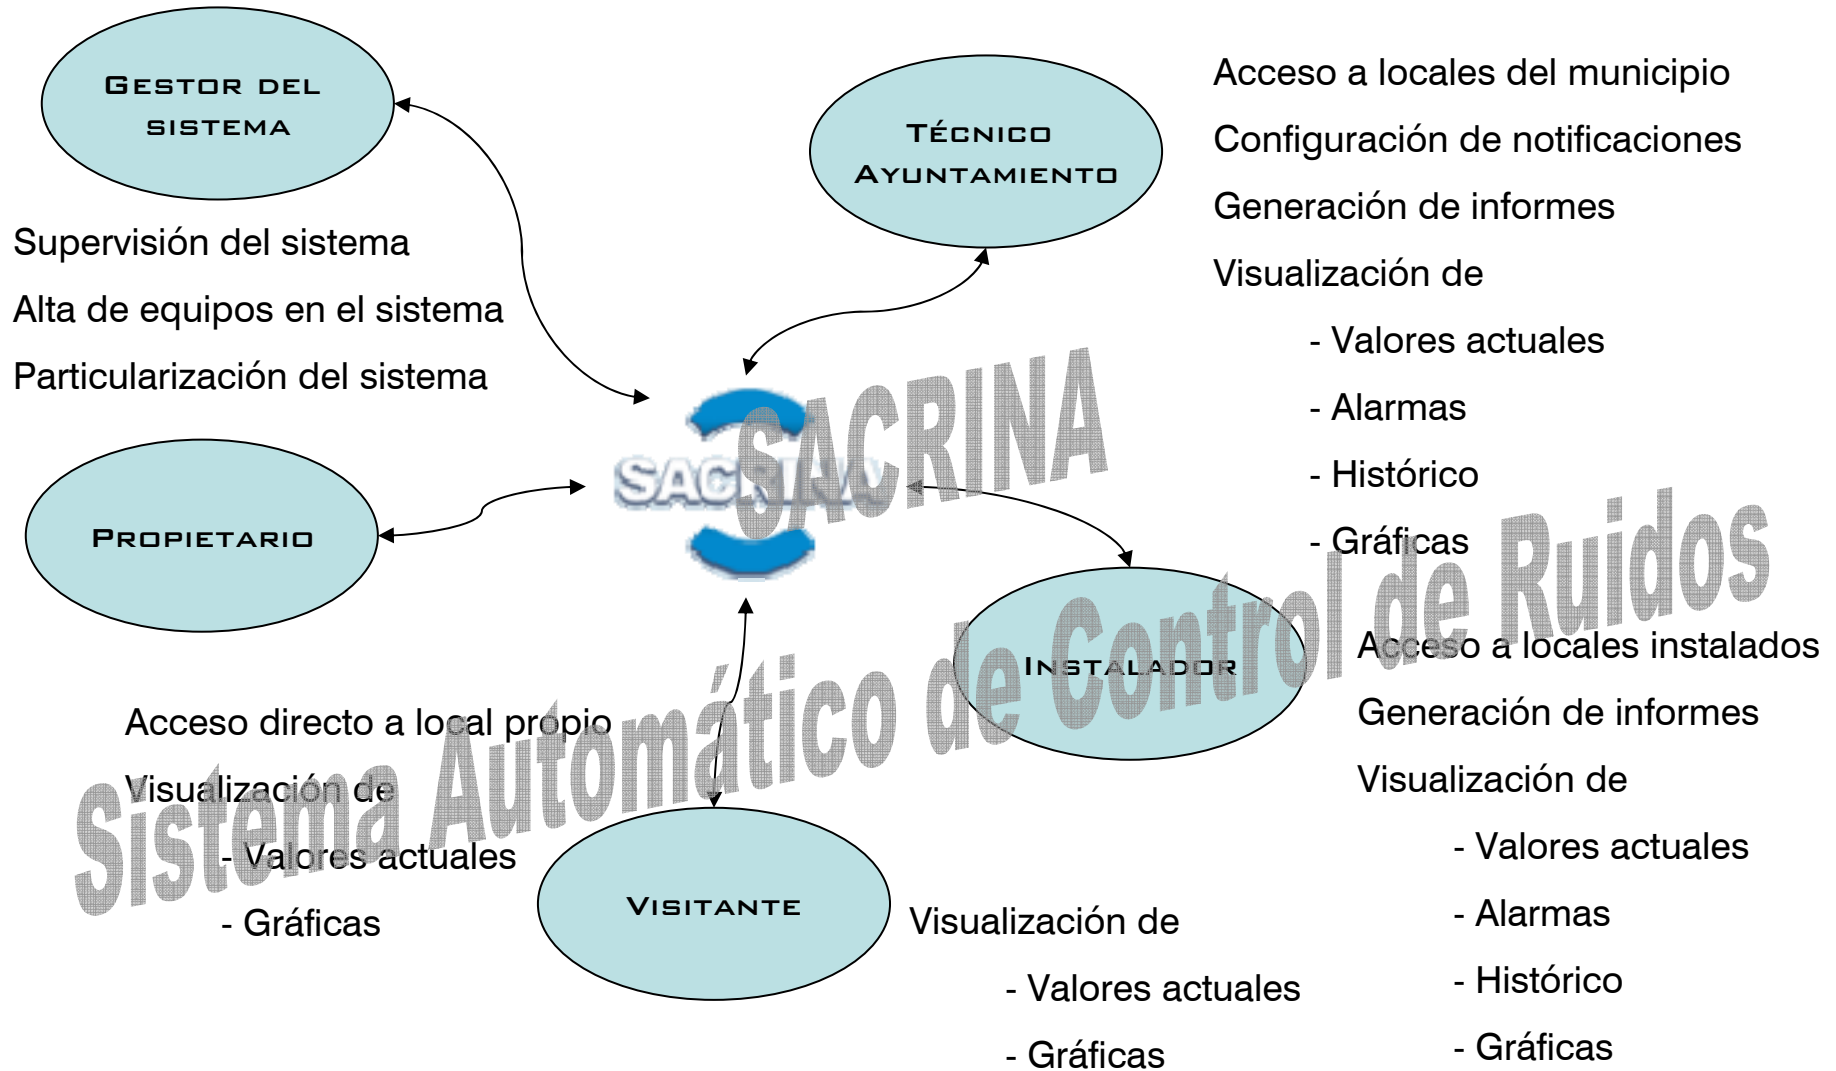 GESTOR DEL
SISTEMA
Supervisión del sistema
Alta de equipos en el sistema
Particularización del sistema
TÉCNICO
AYUNTAMIENTO
Acceso a locales del municipio
Configuración de notificaciones
Generación de informes
Visualización de
- Valores actuales
- Alarmas
- Histórico
- Gráficas
SACRINA
SACRINA
Sistema Automático de Control de Ruidos
PROPIETARIO
Acceso directo a local propio
Visualización de
- Valores actuales
- Gráficas
INSTALADOR
Acceso a locales instalados
Generación de informes
Visualización de
- Valores actuales
- Alarmas
- Histórico
- Gráficas
VISITANTE
Visualización de
- Valores actuales
- Gráficas